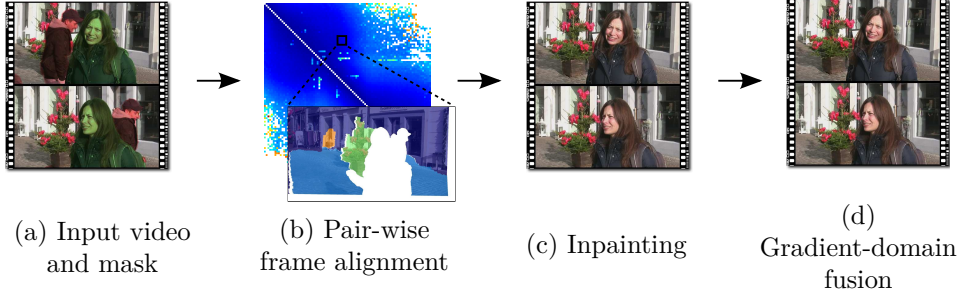 (a) Input video
and mask
(b) Pair-wise
frame alignment
(c) Inpainting
(d)
Gradient-domain
fusion